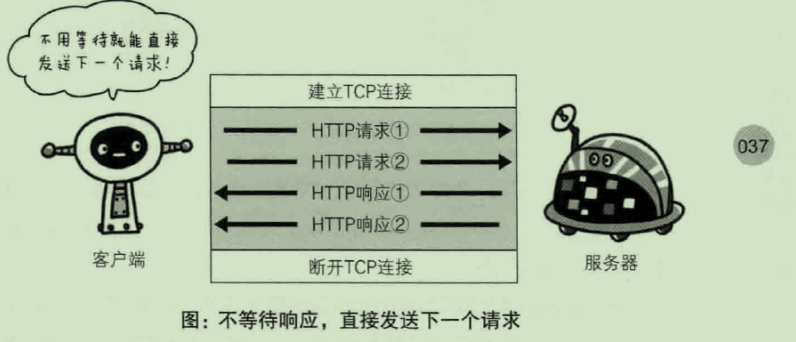 不用等待就能直接
发送下一个请求！
建立TCP连接
HTTP请求①
HTTP请求②
HTTP响应①
HTTP响应②
断开TCP连接
客户端
服务器
037
图：不等待响应，直接发送下一个请求